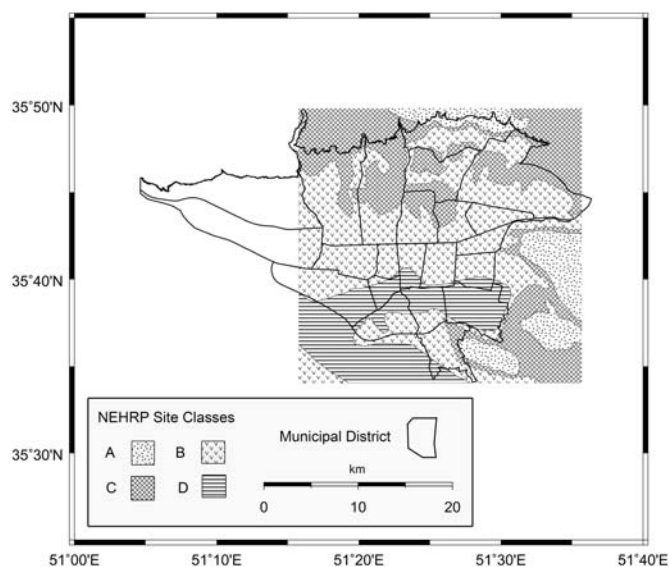 35°50'N
35°40'N
35°30'N
NEHRP Site Classes
A
B
C
D
Municipal District
km
0 10 20
51°00'E 51°10'E 51°20'E 51°30'E 51°40'E